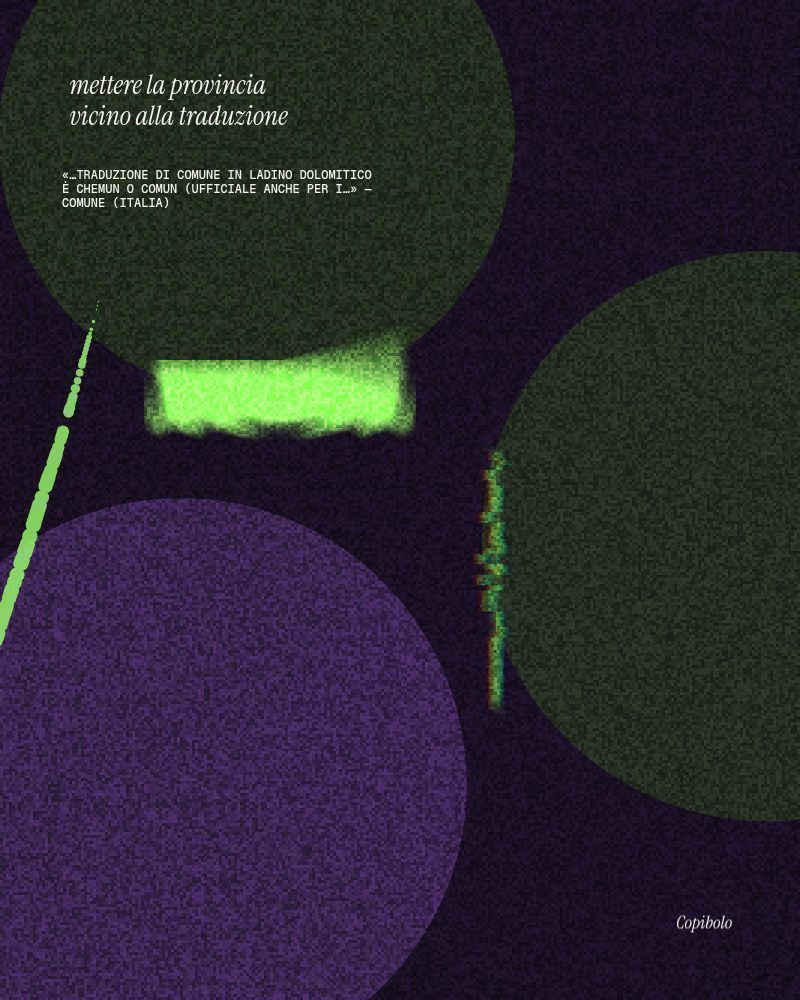 mettere la provincia
vicino alla traduzione
«…TRADUZIONE DI COMUNE IN LADINO DOLOMITICO
È CHEMUN O COMUN (UFFICIALE ANCHE PER I…» —
COMUNE (ITALIA)
Copibolo